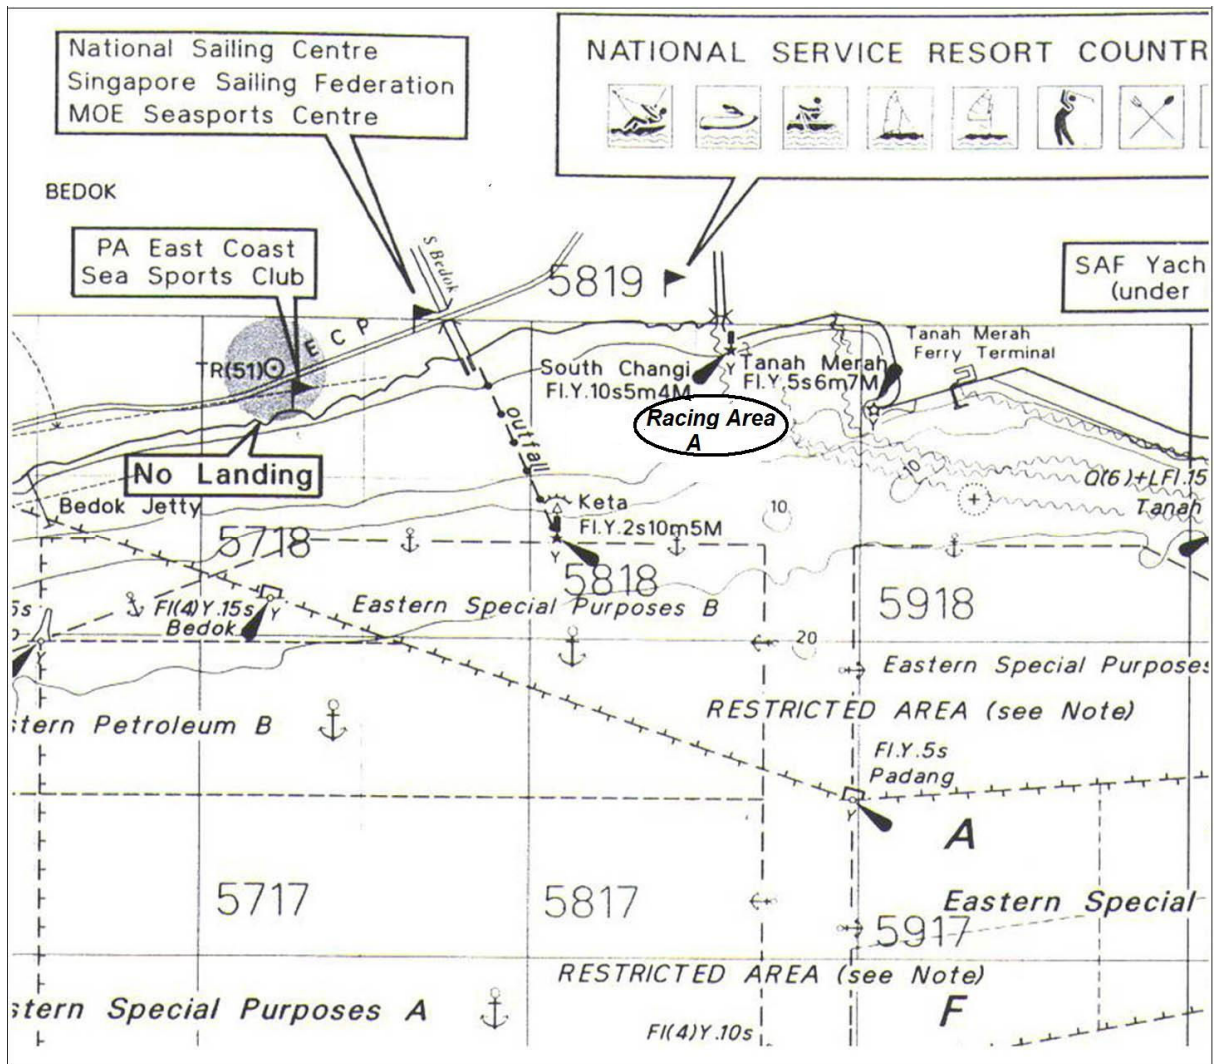 National Sailing Centre
Singapore Sailing Federation
MOE Seasports Centre
NATIONAL SERVICE RESORT COUNTR
BEDOK
PA East Coast
Sea Sports Club
S Bedok
5819
SAF Yach
(under
E C P
TR(51)
Tanah Merah
Ferry Terminal
South Changi
Fl.Y.10s5m4M
Y
Tanah Merah
Fl.Y.5s6m7M
Y
Racing Area
A
No Landing
outfall
10
Q(6)+LFl.15
Tanah
Bedok Jetty
Keta
Fl.Y.2s10m5M
10
5718
Y
5818
5918
Fl(4)Y.15s
Bedok
Y
Eastern Special Purposes B
Y
20
Eastern Special Purposes
stern Petroleum B
RESTRICTED AREA (see Note)
Fl.Y.5s
Padang
Y
A
5717
5817
Eastern Special
5917
RESTRICTED AREA (see Note)
stern Special Purposes A
F
Fl(4)Y.10s